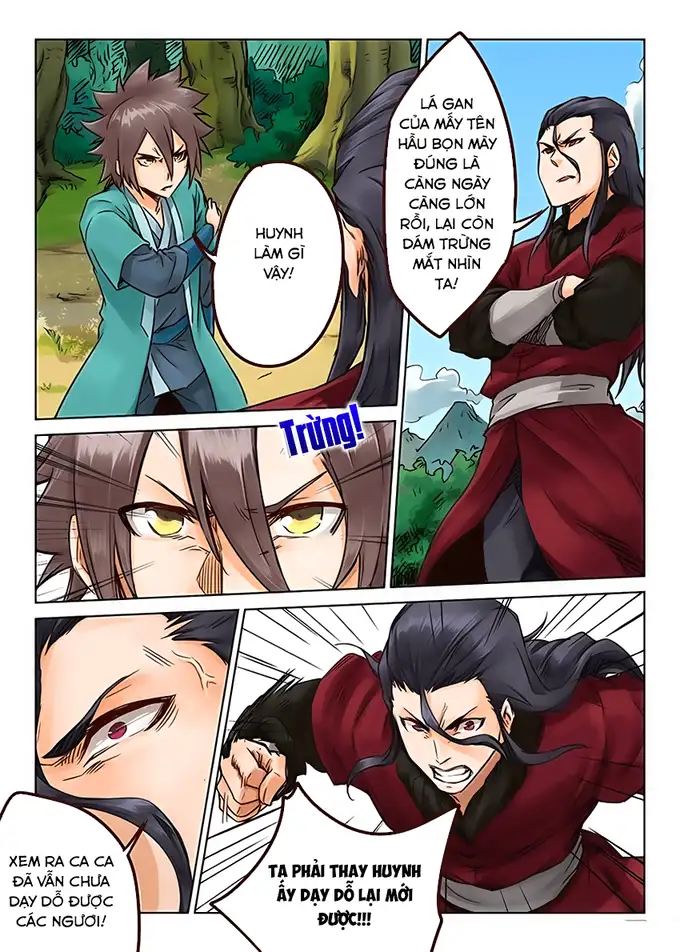 HUYNH
LÀM GÌ
VẬY!
LÁ GAN
CỦA MẤY TÊN
HẦU BỌN MÀY
ĐÚNG LÀ
CÀNG NGÀY
CÀNG LỚN
RỒI, LẠI CÒN
DÁM TRỪNG
MẮT NHÌN
TA!
Trừng!
XEM RA CA CA
ĐÃ VẪN CHƯA
DẠY DỖ ĐƯỢC
CÁC NGƯƠI!
TA PHẢI THAY HUYNH
ẤY DẠY DỖ LẠI MỚI
ĐƯỢC!!!